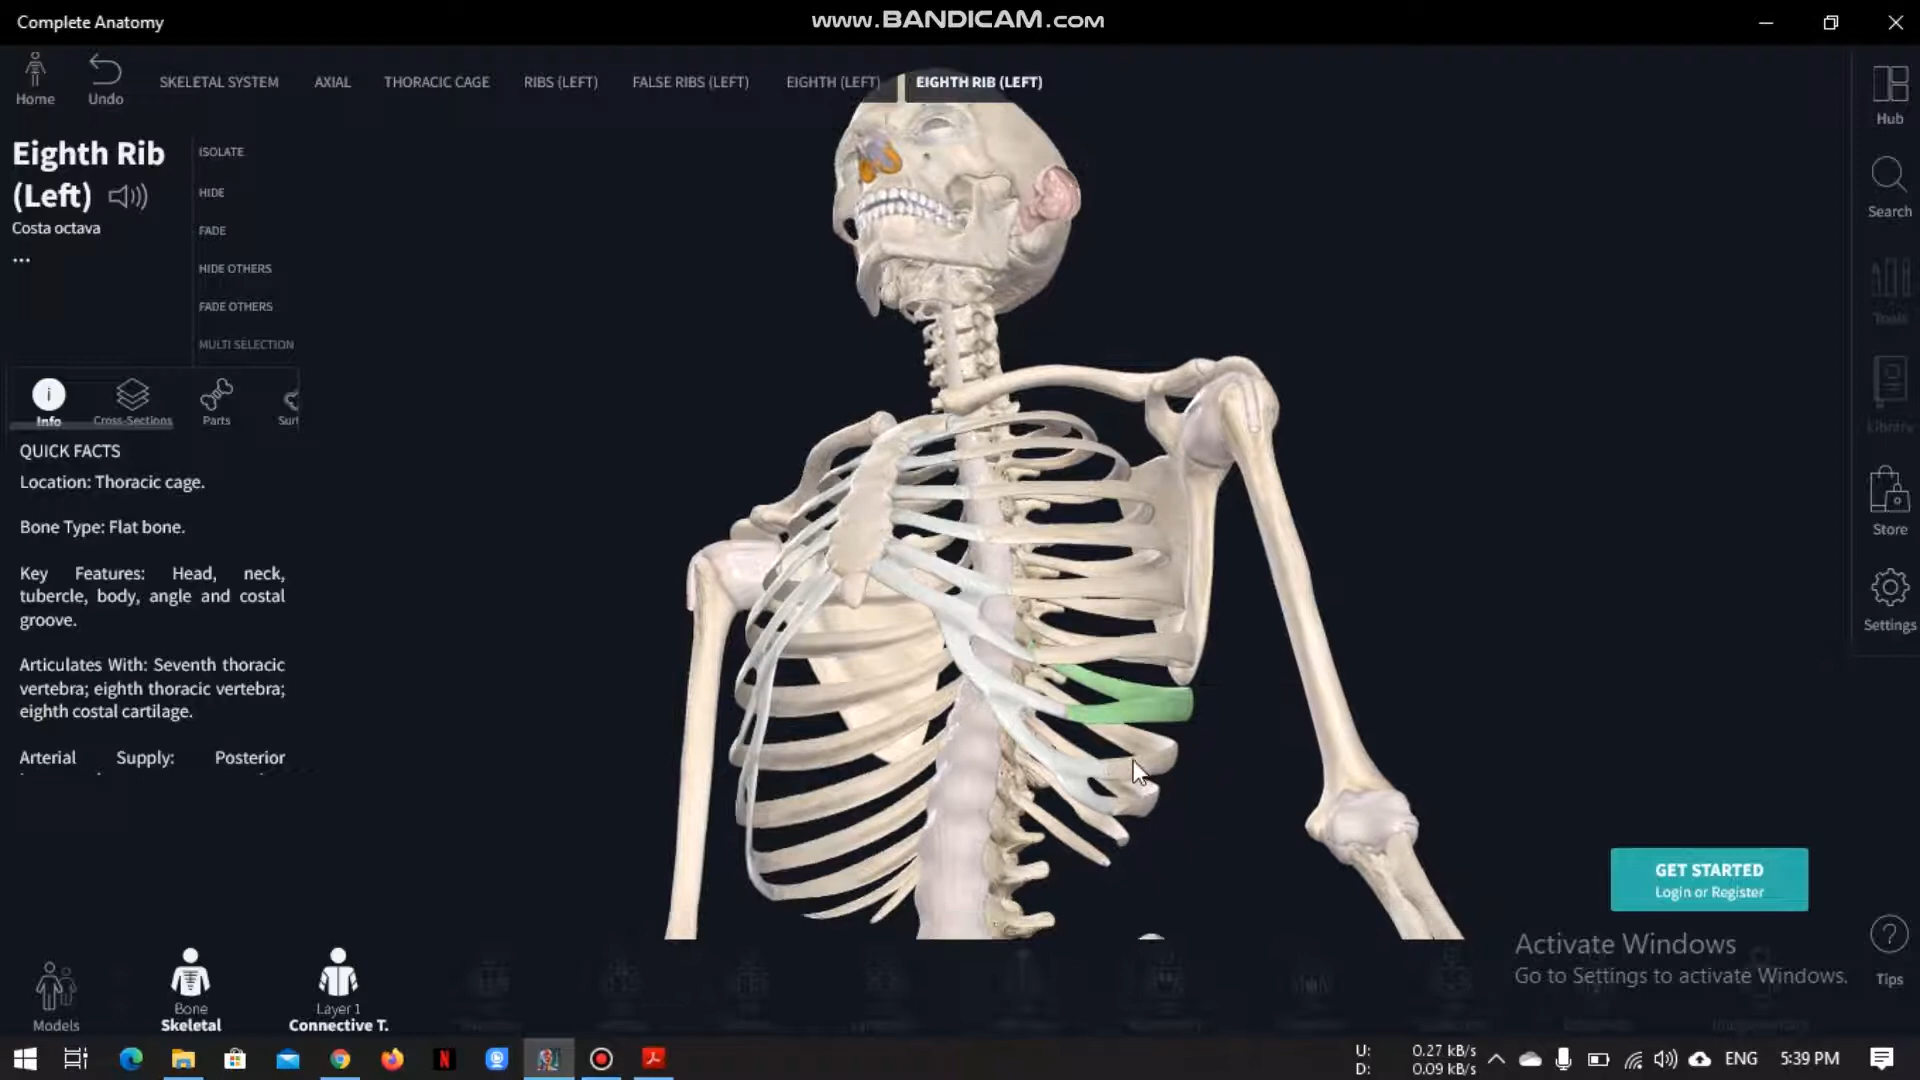 Complete Anatomy
www.BANDICAM.com
Home
Undo
SKELETAL SYSTEM
AXIAL
THORACIC CAGE
RIBS (LEFT)
FALSE RIBS (LEFT)
EIGHTH (LEFT)
EIGHTH RIB (LEFT)
Hub
Search
Tools
Library
Store
Settings
Eighth Rib
(Left)
Costa octava
...
ISOLATE
HIDE
FADE
HIDE OTHERS
FADE OTHERS
MULTI SELECTION
Info
Cross-Sections
Parts
QUICK FACTS
Location: Thoracic cage.
Bone Type: Flat bone.
Key Features: Head, neck,
tubercle, body, angle and costal
groove.
Articulates With: Seventh thoracic
vertebra; eighth thoracic vertebra;
eighth costal cartilage.
Arterial Supply: Posterior
GET STARTED
Login or Register
Activate Windows
Go to Settings to activate Windows.
Tips
Models
Bone
Skeletal
Layer 1
Connective T.
U: 0.27 kB/s
D: 0.09 kB/s
ENG
5:39 PM